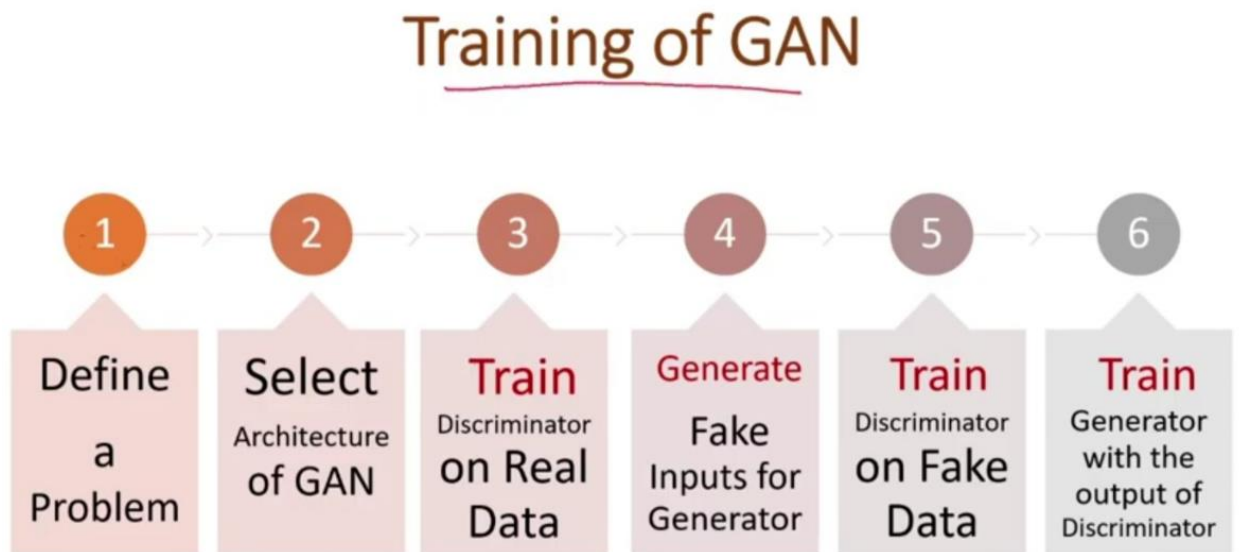 Training of GAN
1
2
3
4
5
6
Define
a
Problem
Select
Architecture
of GAN
Train
Discriminator
on Real
Data
Generate
Fake
Inputs for
Generator
Train
Discriminator
on Fake
Data
Train
Generator
with the
output of
Discriminator